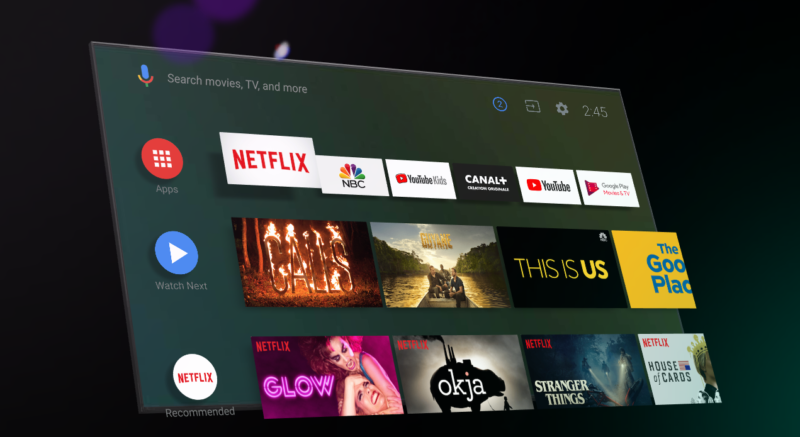 Search movies, TV, and more
2
2:45
Apps
NETFLIX
NBC
YouTube Kids
CANAL+
CRÉATION ORIGINALE
YouTube
Google Play
Movies & TV
Watch Next
CALLS
GUYANE
THIS IS US
The
Good
Plac
NETFLIX
Recommended
NETFLIX
GLOW
NETFLIX
okja
NETFLIX
STRANGER
THINGS
NETFLIX
HOUSE
of CARDS